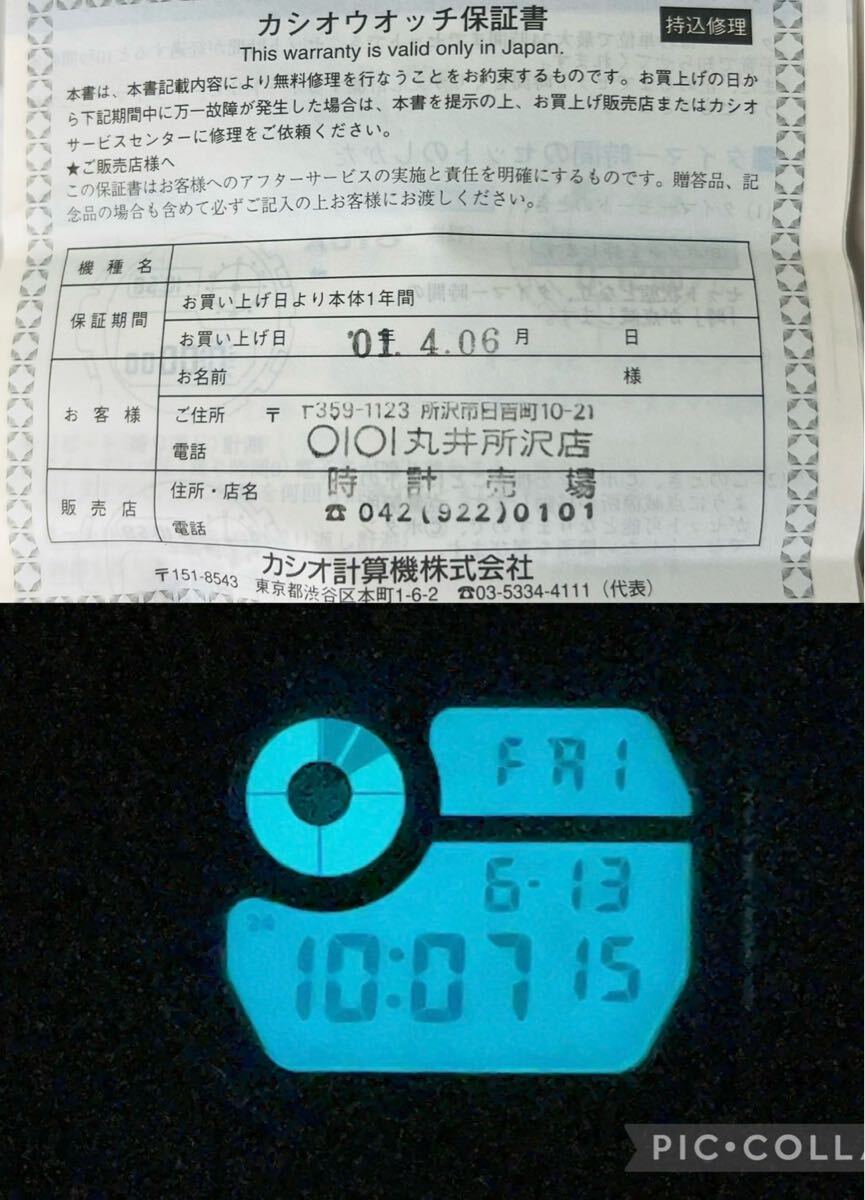 カシオウオッチ保証書
持込修理
This warranty is valid only in Japan.
本書は、本書記載内容により無料修理を行なうことをお約束するものです。お買上げの日か
ら下記期間中に万一故障が発生した場合は、本書を提示の上、お買上げ販売店またはカシオ
サービスセンターに修理をご依頼ください。
★ご販売店様へ
この保証書はお客様へのアフターサービスの実施と責任を明確にするものです。贈答品、記
念品の場合も含めて必ずご記入の上お客様にお渡しください。
機種名
保証期間
お買い上げ日より本体1年間
お買い上げ日 '01.年 4.06 月 日
お客様
お名前 様
ご住所 〒 〒359-1123 所沢市日吉町10-21
電話 ○|○| 丸井所沢店
販売店
住所・店名 時計売場
電話 ☎ 042(922)0101
カシオ計算機株式会社
〒151-8543 東京都渋谷区本町1-6-2 ☎03-5334-4111（代表）
FRI
6-13
24
10:07 15
PIC•COLLA